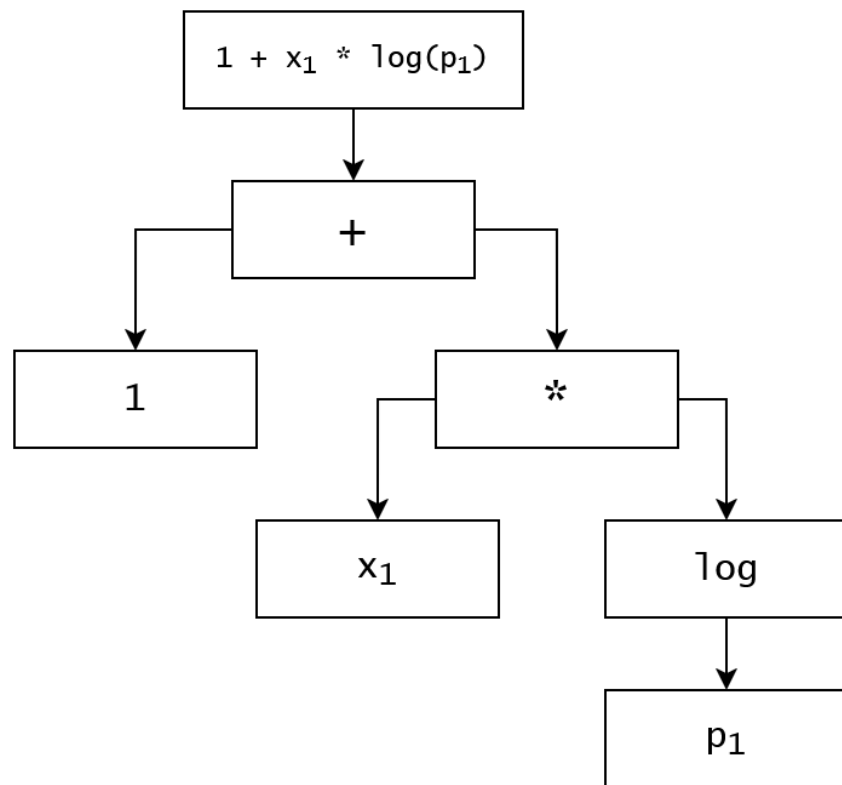 1 + x₁ * log(p₁)
+
1
*
x₁
log
p₁